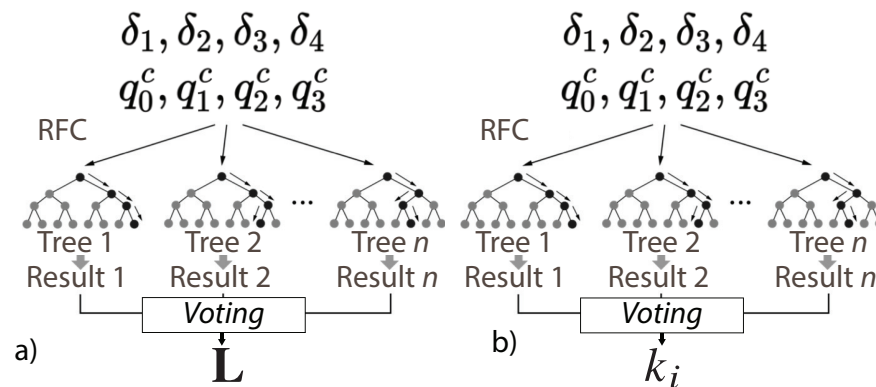 δ₁, δ₂, δ₃, δ₄
q₀ᶜ, q₁ᶜ, q₂ᶜ, q₃ᶜ
RFC
...
Tree 1 Tree 2 Tree n
Result 1 Result 2 Result n
Voting
a)
L
δ₁, δ₂, δ₃, δ₄
q₀ᶜ, q₁ᶜ, q₂ᶜ, q₃ᶜ
RFC
...
Tree 1 Tree 2 Tree n
Result 1 Result 2 Result n
Voting
b)
kᵢ